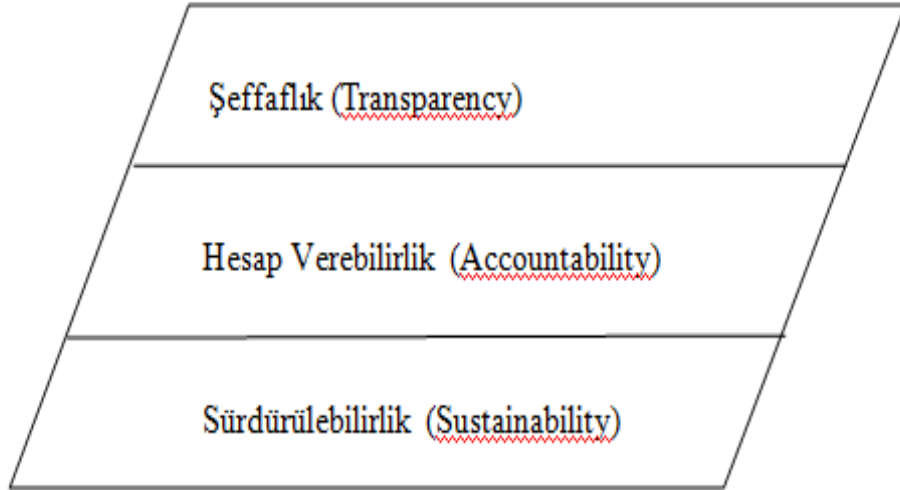 Şeffaflık (Transparency)
Hesap Verebilirlik (Accountability)
Sürdürülebilirlik (Sustainability)